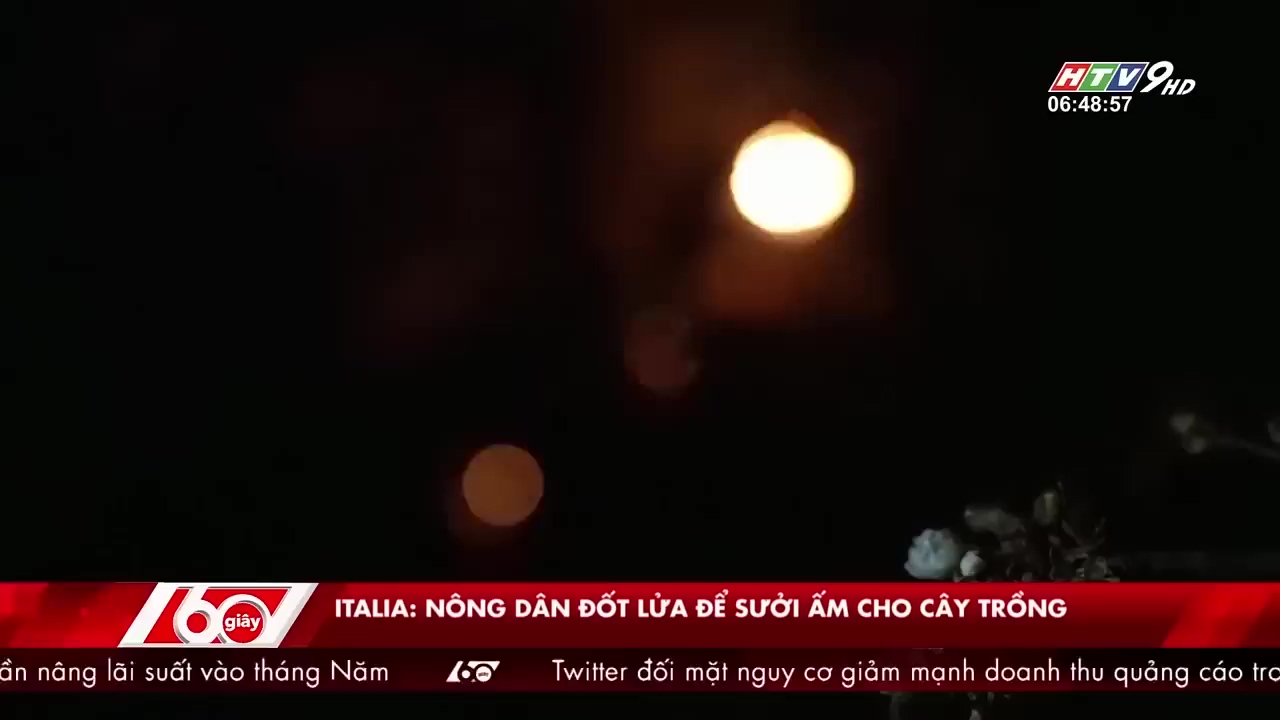 HTV9HD
06:48:57
60 giây
ITALIA: NÔNG DÂN ĐỐT LỬA ĐỂ SƯỞI ẤM CHO CÂY TRỒNG
nâng lãi suất vào tháng Năm 60 Twitter đối mặt nguy cơ giảm mạnh doanh thu quảng cáo